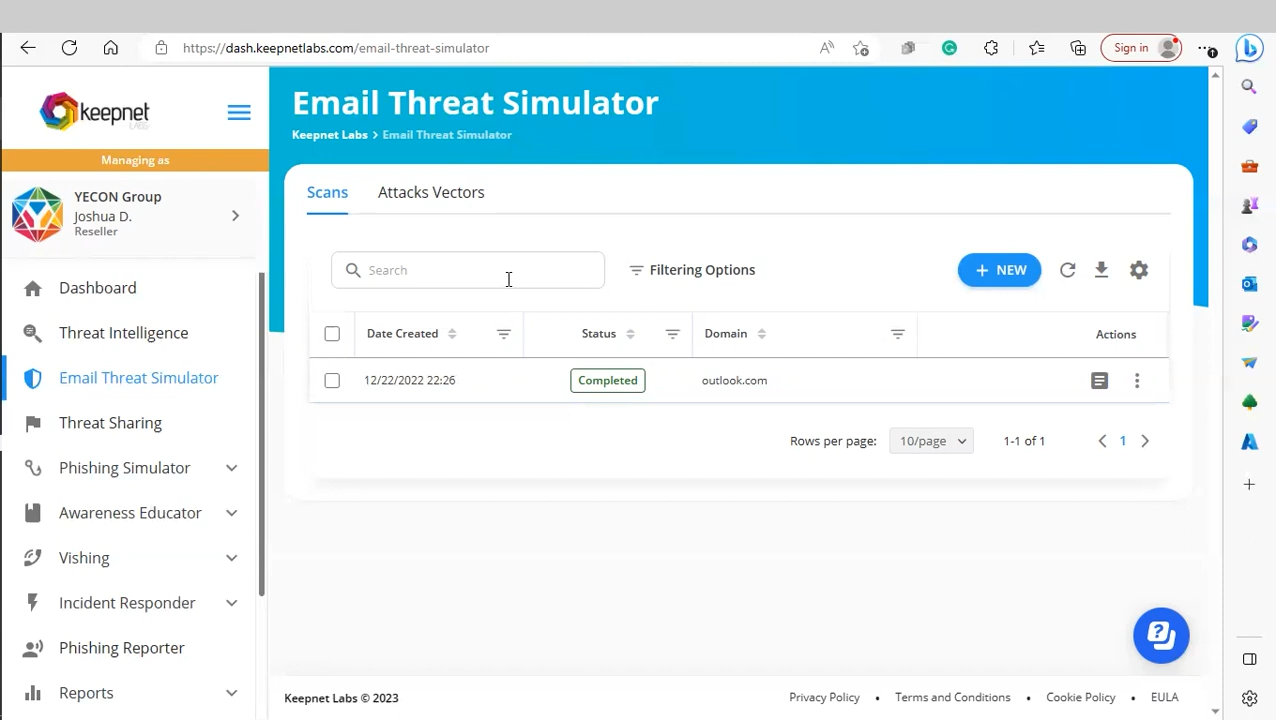 https://dash.keepnetlabs.com/email-threat-simulator
Sign in
keepnet
LABS
Managing as
YECON Group
Joshua D.
Reseller
Dashboard
Threat Intelligence
Email Threat Simulator
Threat Sharing
Phishing Simulator
Awareness Educator
Vishing
Incident Responder
Phishing Reporter
Reports
Email Threat Simulator
Keepnet Labs > Email Threat Simulator
Scans Attacks Vectors
Search Filtering Options + NEW
Date Created Status Domain Actions
12/22/2022 22:26 Completed outlook.com
Rows per page: 10/page 1-1 of 1 < 1 >
Keepnet Labs © 2023 Privacy Policy • Terms and Conditions • Cookie Policy • EULA